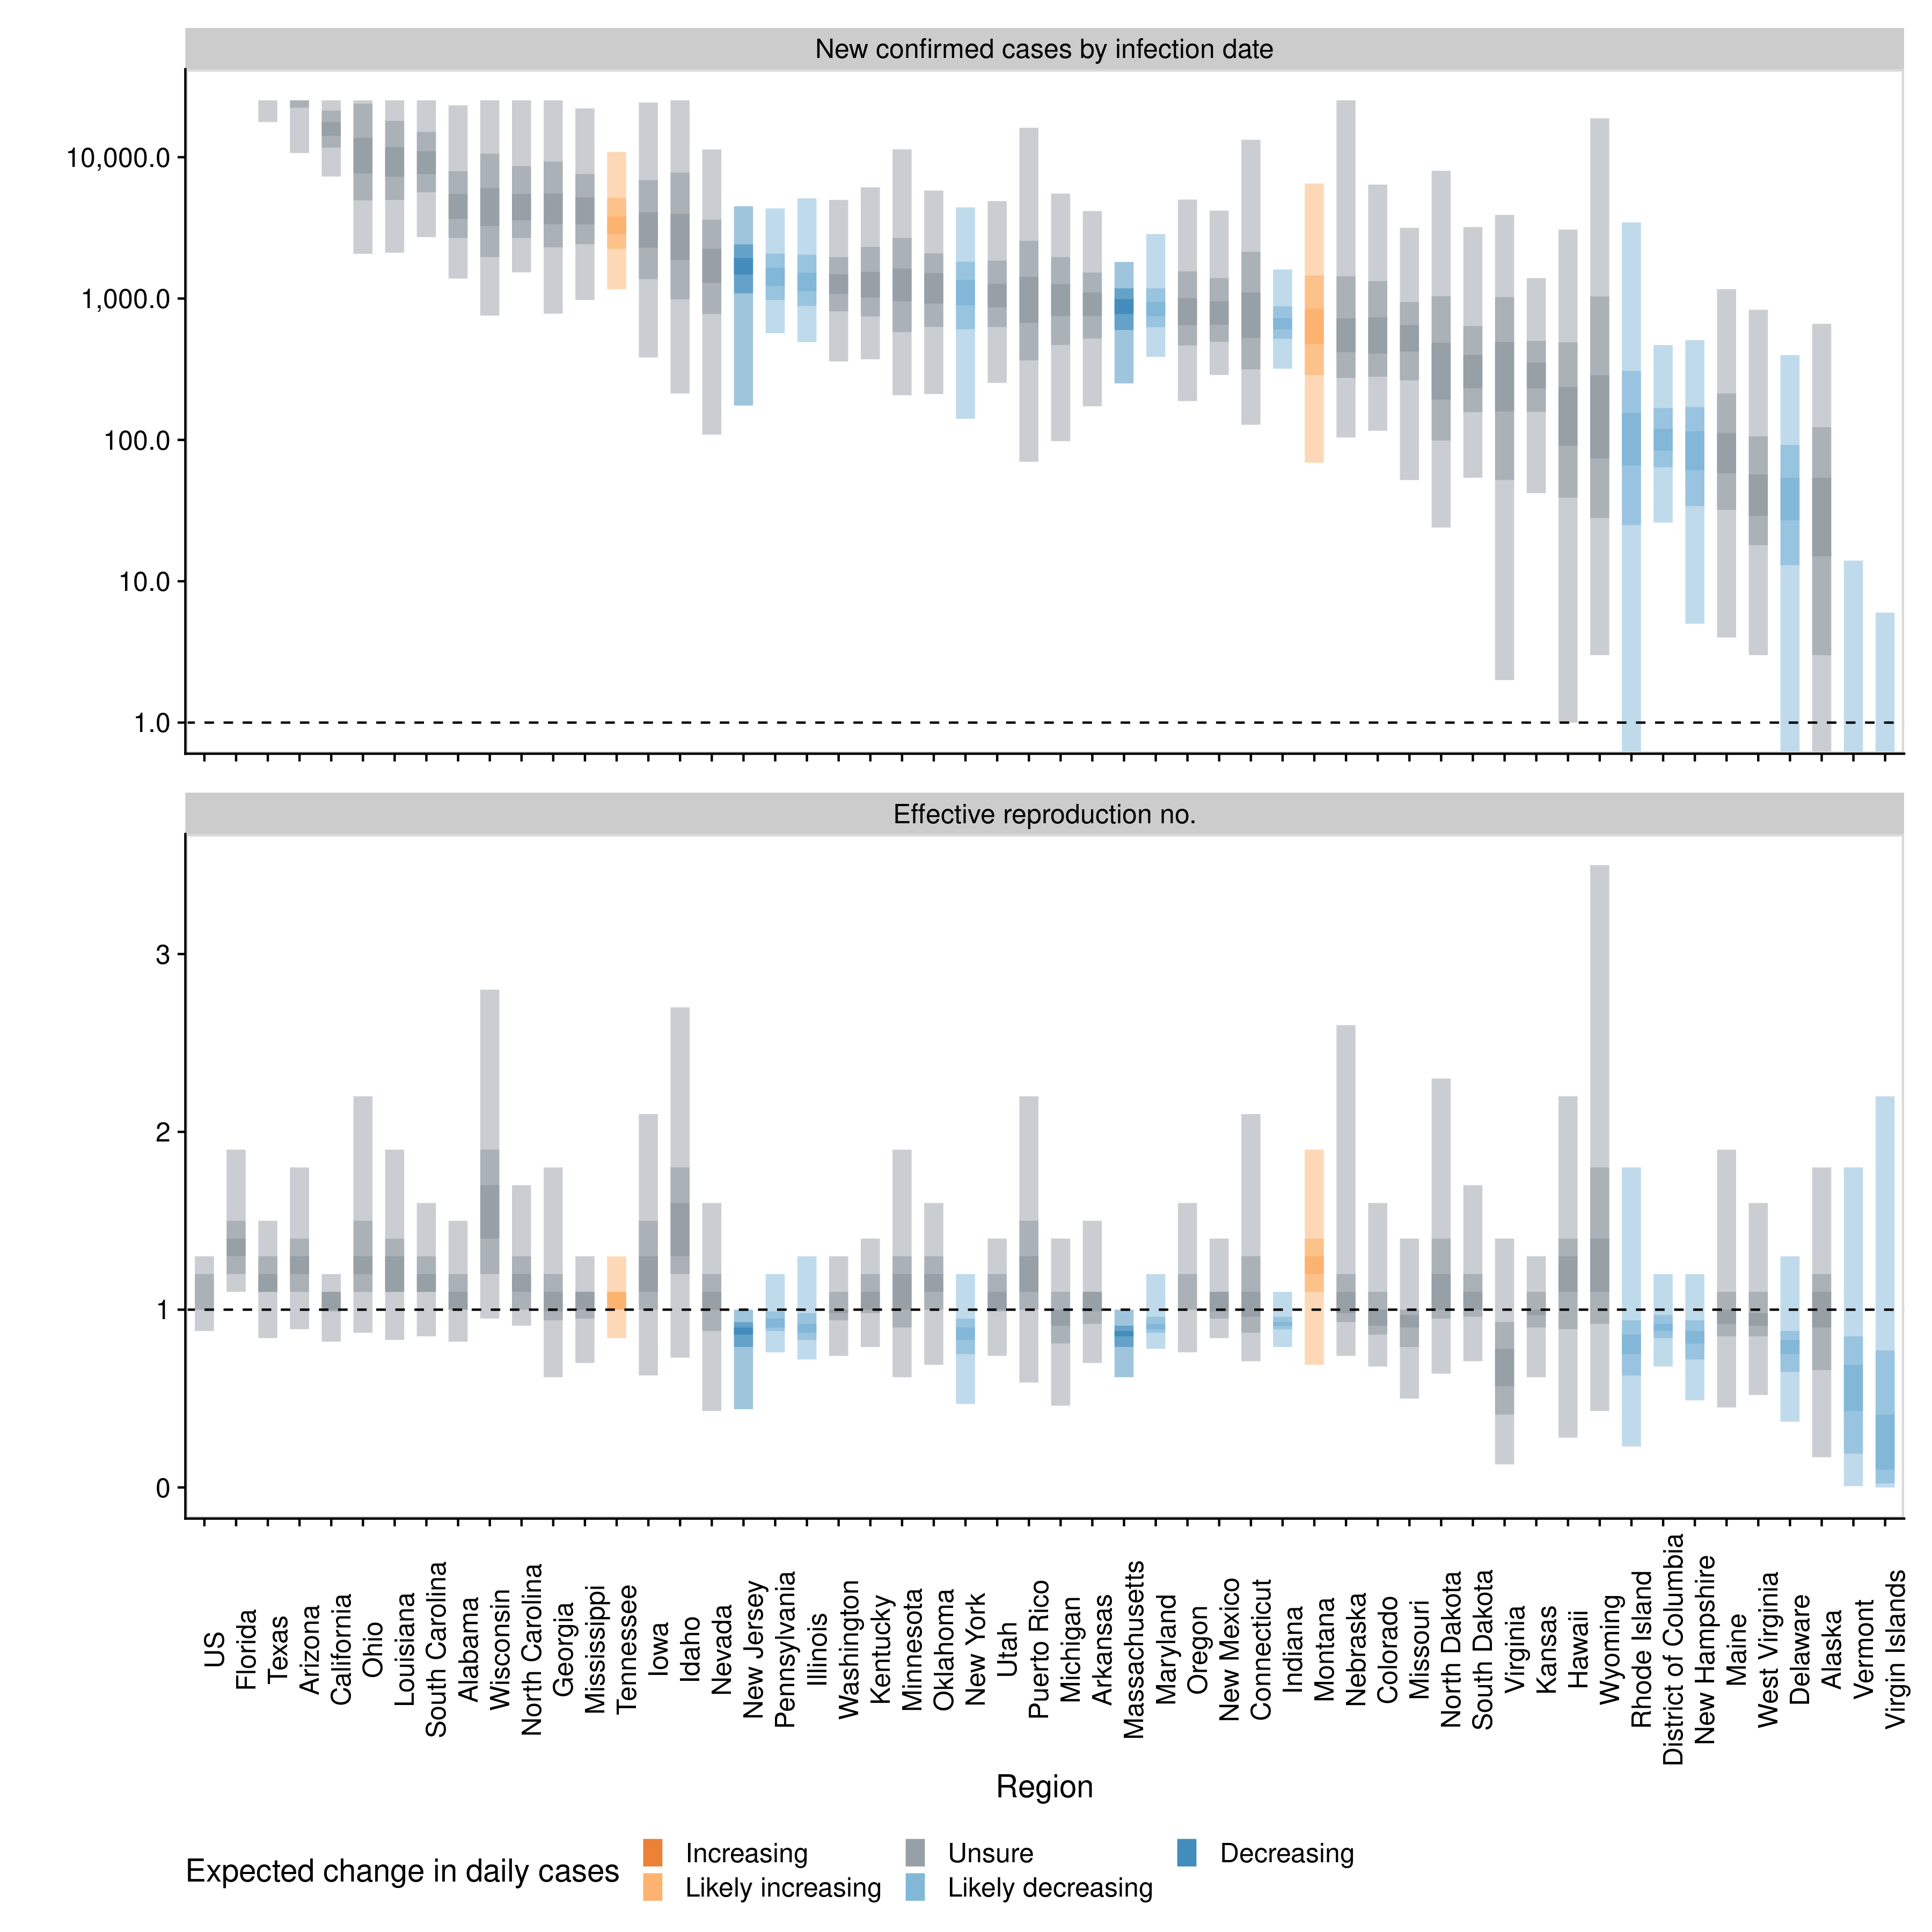 New confirmed cases by infection date
10,000.0
1,000.0
100.0
10.0
1.0
Effective reproduction no.
3
2
1
0
US
Florida
Texas
Arizona
California
Ohio
Louisiana
South Carolina
Alabama
Wisconsin
North Carolina
Georgia
Mississippi
Tennessee
Iowa
Idaho
Nevada
New Jersey
Pennsylvania
Illinois
Washington
Kentucky
Minnesota
Oklahoma
New York
Utah
Puerto Rico
Michigan
Arkansas
Massachusetts
Maryland
Oregon
New Mexico
Connecticut
Indiana
Montana
Nebraska
Colorado
Missouri
North Dakota
South Dakota
Virginia
Kansas
Hawaii
Wyoming
Rhode Island
District of Columbia
New Hampshire
Maine
West Virginia
Delaware
Alaska
Vermont
Virgin Islands
Region
Expected change in daily cases
Increasing
Likely increasing
Unsure
Likely decreasing
Decreasing